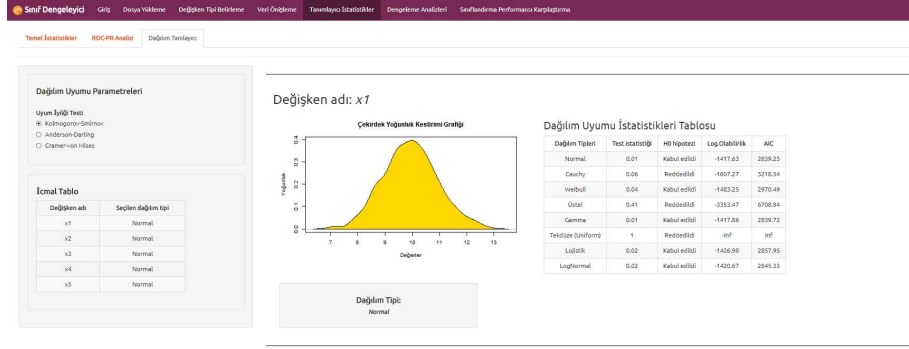 Sınıf Dengeleyici Giriş Dosya Yükleme Değişken Tipi Belirleme Veri Önişleme Tanımlayıcı İstatistikler Dengeleme Analizleri Sınıflandırma Performansı Karşılaştırma
Temel İstatistikler ROC-PR Analizi Dağılım Tanılayıcı
Dağılım Uyumu Parametreleri
Uyum İyiliği Testi
Kolmogorov-Smirnov
Anderson-Darling
Cramer-von Mises
İcmal Tablo
Değişken adı Seçilen dağılım tipi
x1 Normal
x2 Normal
x3 Normal
x4 Normal
x5 Normal
Değişken adı: x1
Çekirdek Yoğunluk Kestirimi Grafiği
Yoğunluk
0.4
0.3
0.2
0.1
0.0
7 8 9 10 11 12 13
Değerler
Dağılım Tipi:
Normal
Dağılım Uyumu İstatistikleri Tablosu
Dağılım Tipleri Test istatistiği H0 hipotezi Log.Olabilirlik AIC
Normal 0.01 Kabul edildi -1417.63 2839.25
Cauchy 0.06 Reddedildi -1607.27 3218.54
Weibull 0.04 Kabul edildi -1483.25 2970.49
Üstel 0.41 Reddedildi -3353.47 6708.94
Gamma 0.01 Kabul edildi -1417.86 2839.72
Tekdüze (Uniform) 1 Reddedildi -Inf Inf
Lojistik 0.02 Kabul edildi -1426.98 2857.95
LogNormal 0.02 Kabul edildi -1420.67 2845.33